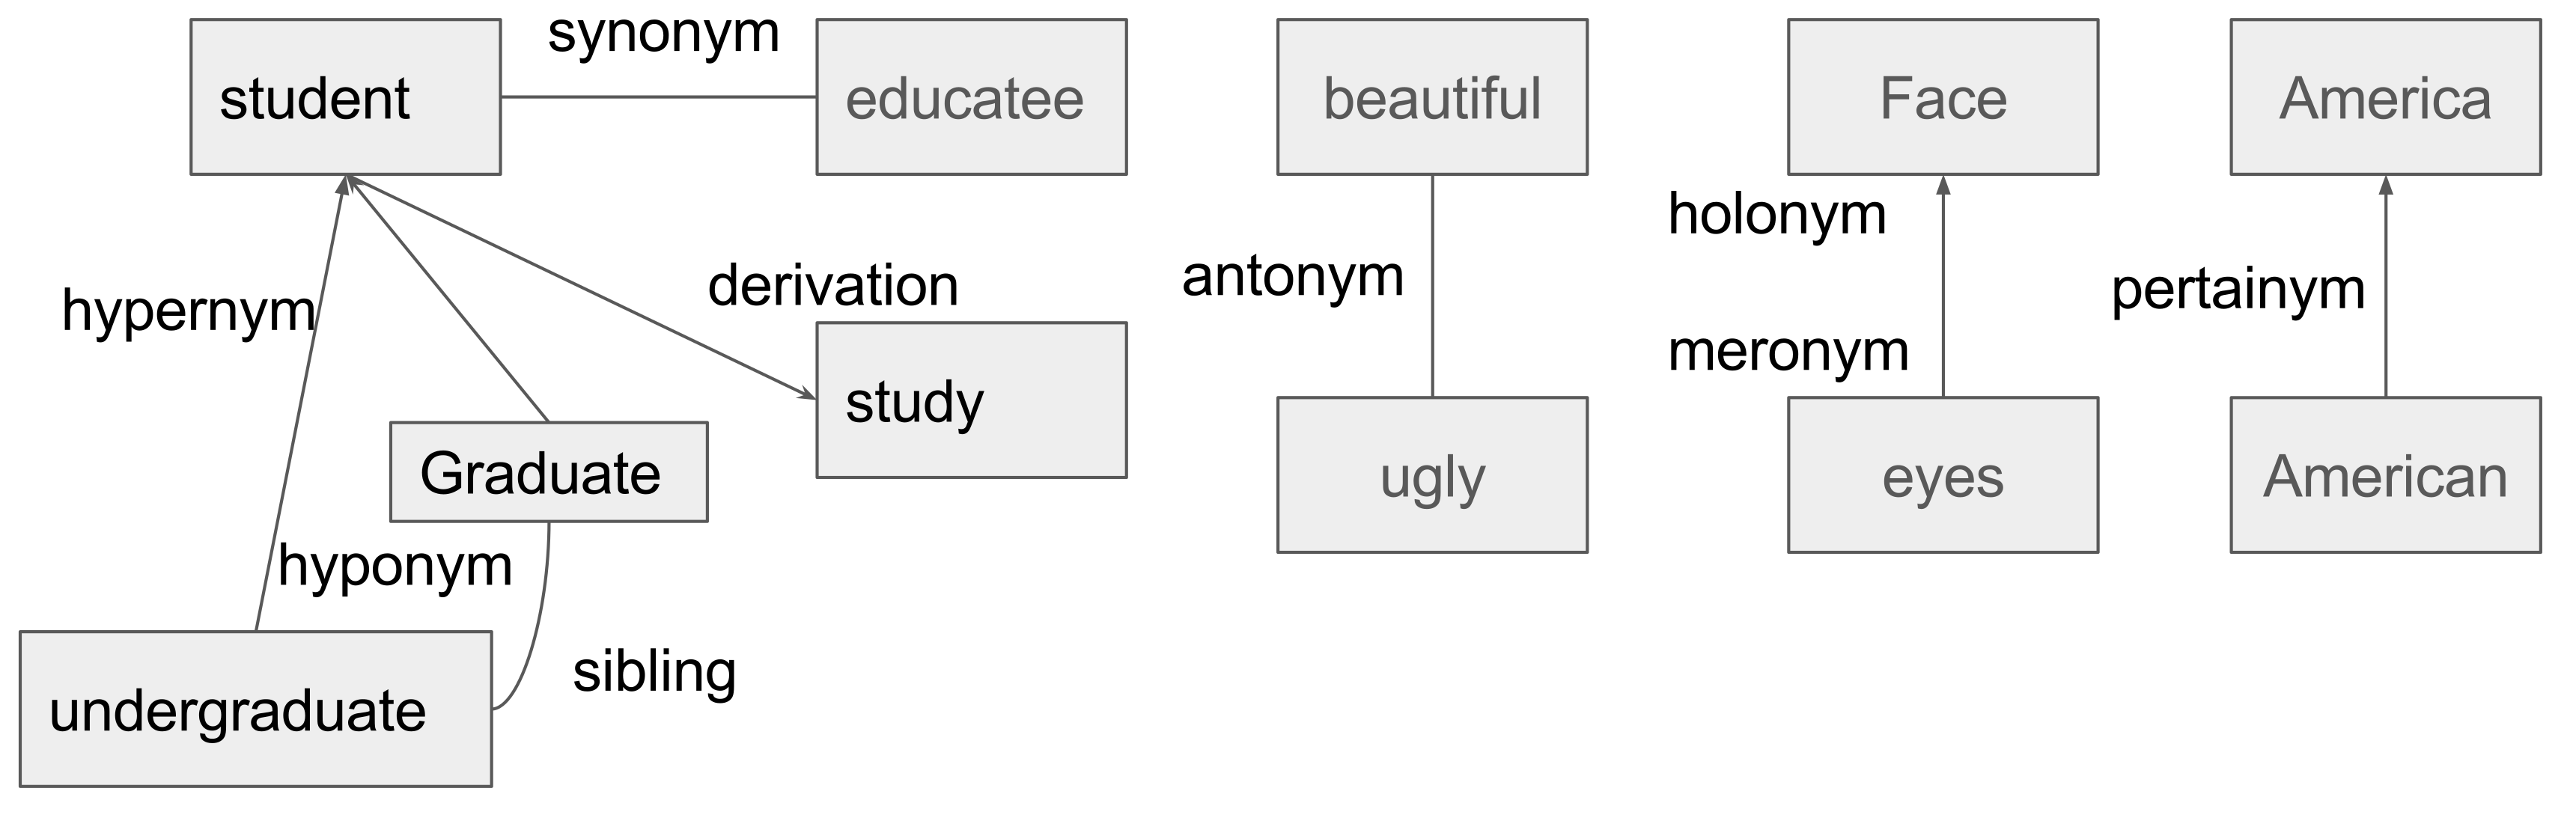 student
synonym
educatee
hypernym
derivation
study
Graduate
hyponym
sibling
undergraduate
beautiful
antonym
ugly
Face
holonym
meronym
eyes
America
pertainym
American